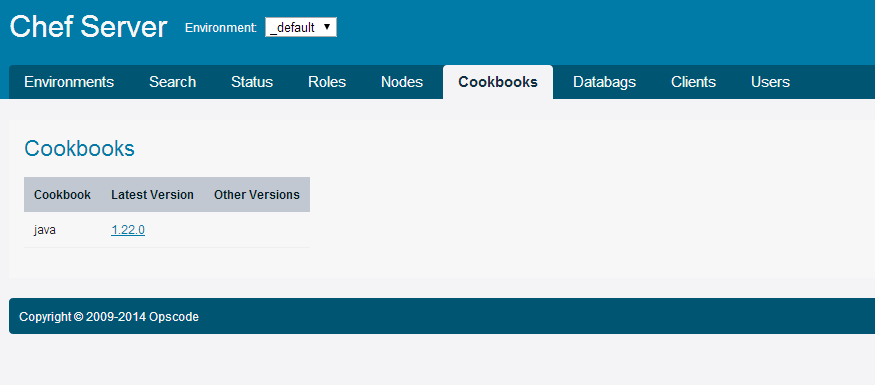 Chef Server Environment: _default
Environments Search Status Roles Nodes Cookbooks Databags Clients Users
Cookbooks
Cookbook Latest Version Other Versions
java 1.22.0
Copyright © 2009-2014 Opscode